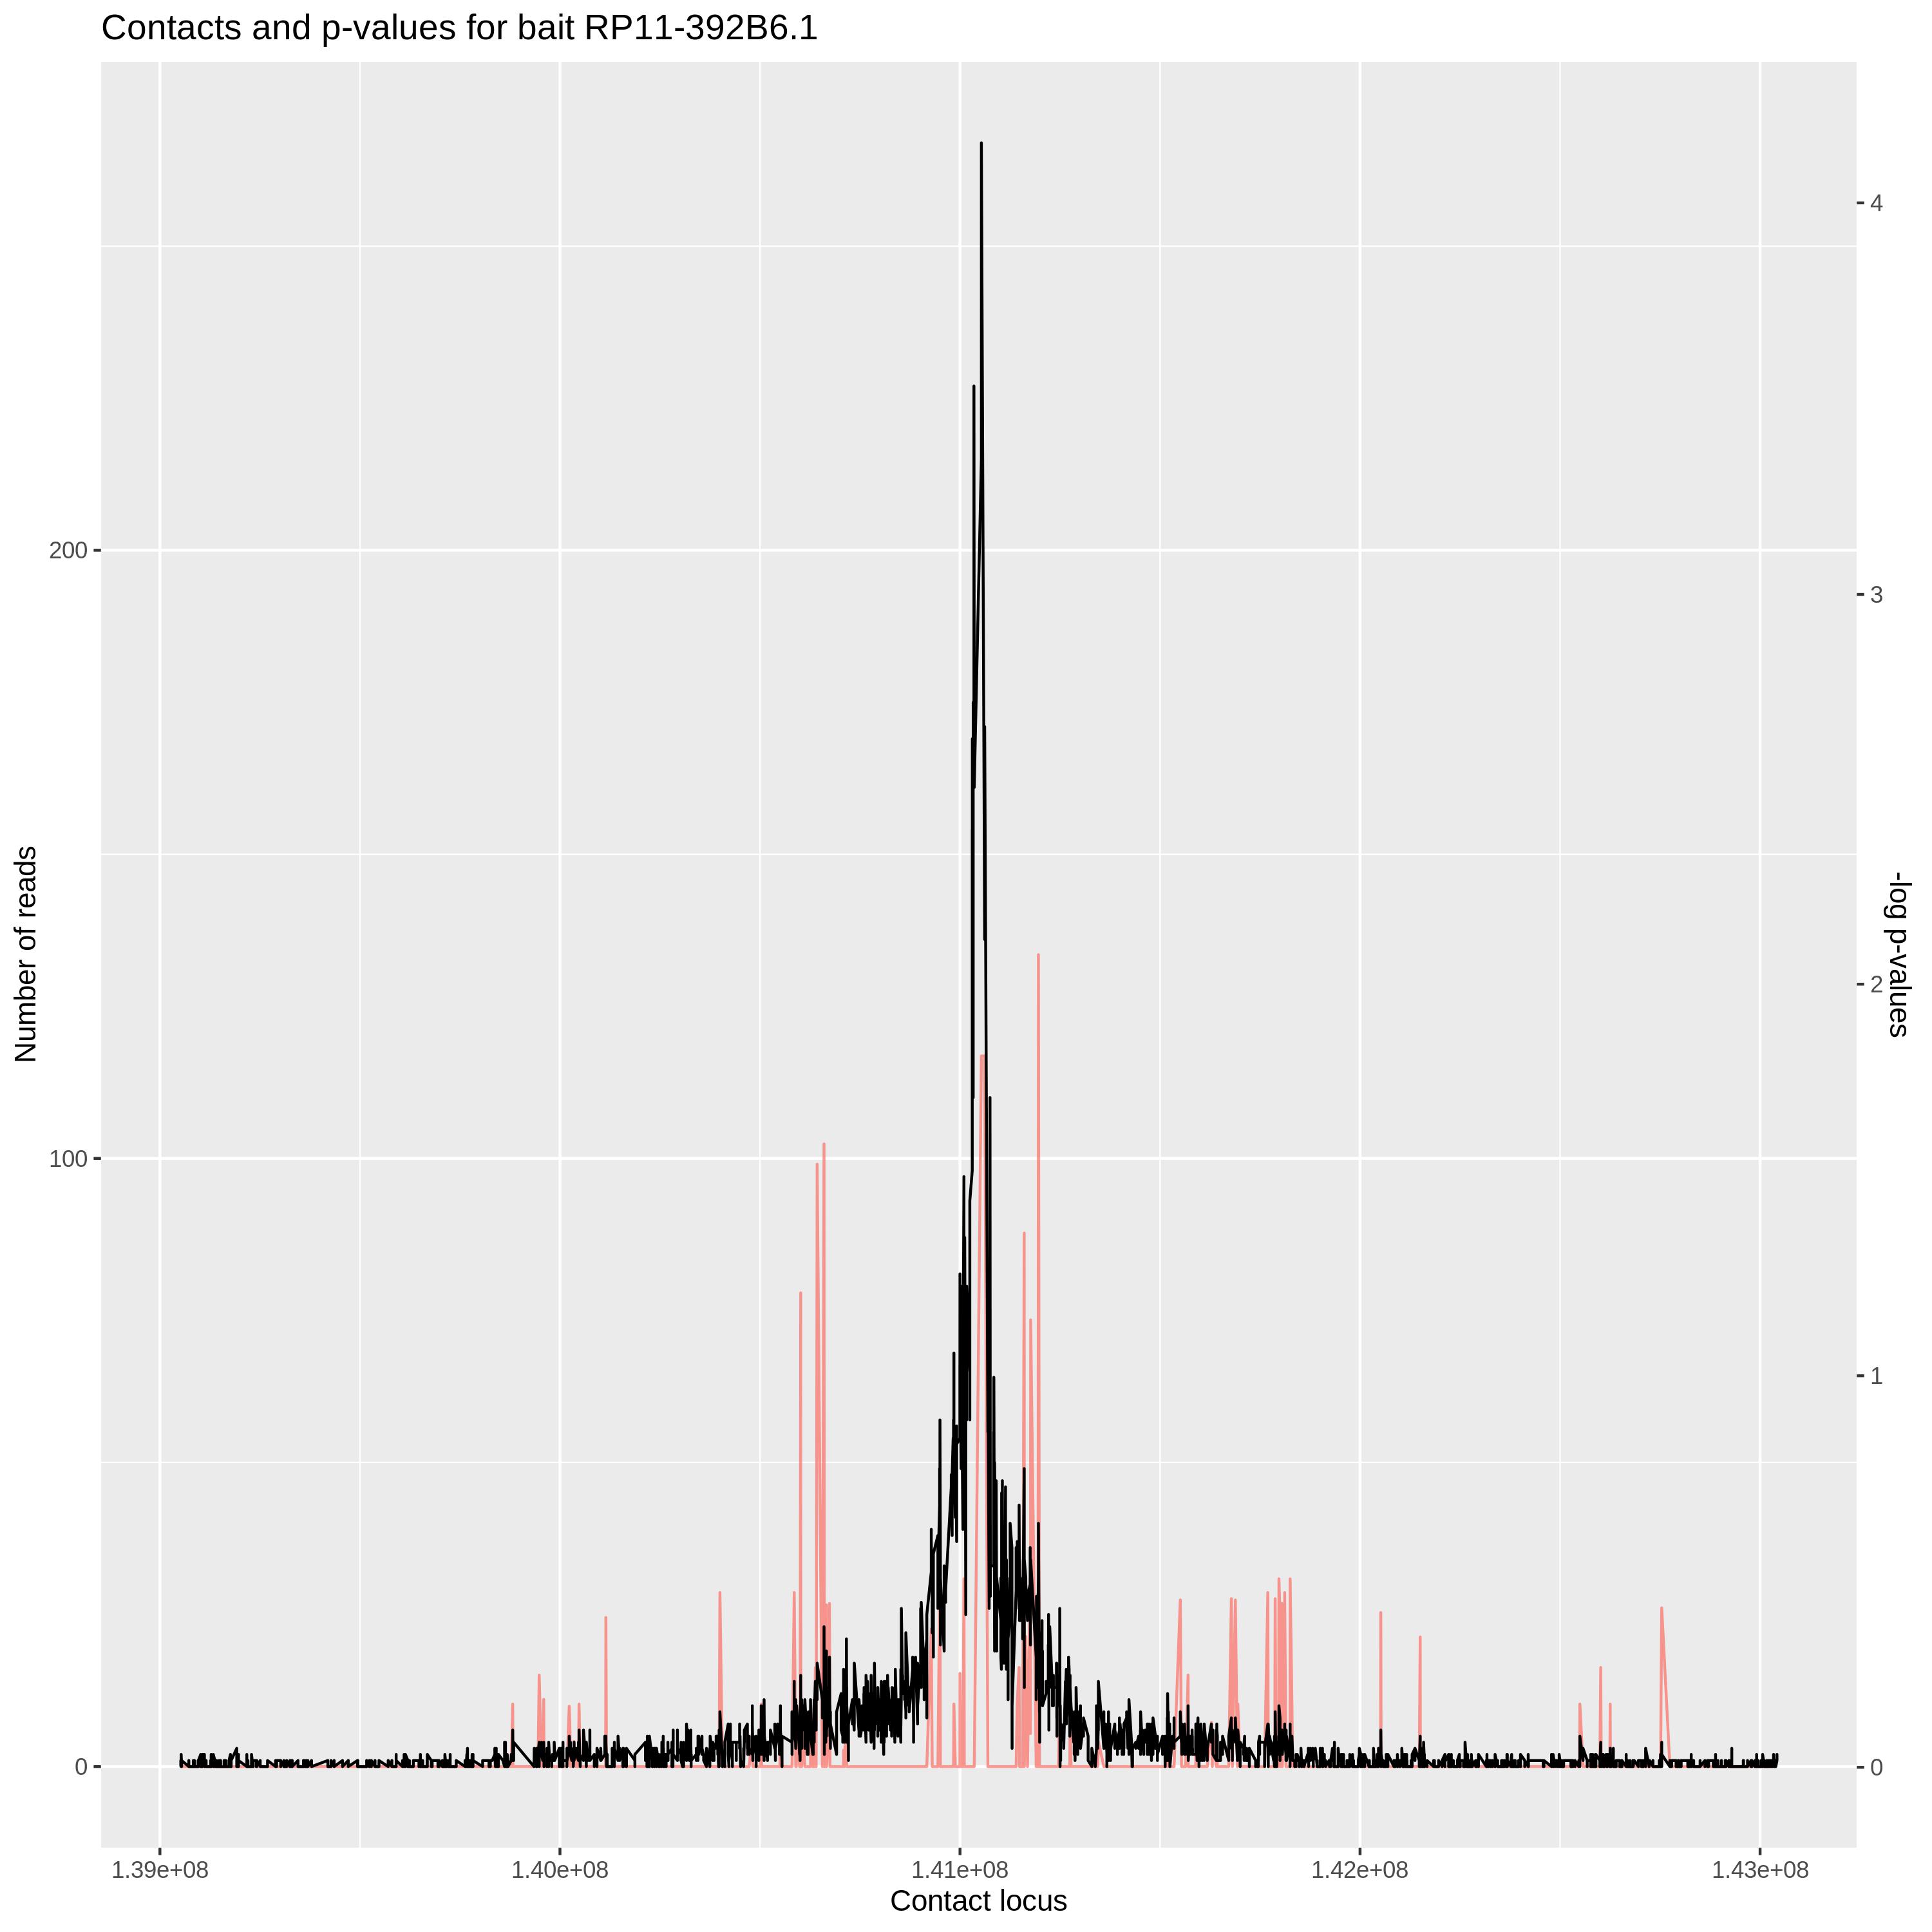 Contacts and p-values for bait RP11-392B6.1
Number of reads
200
100
0
4
3
2
1
0
-log p-values
1.39e+08 1.40e+08 1.41e+08 1.42e+08 1.43e+08
Contact locus